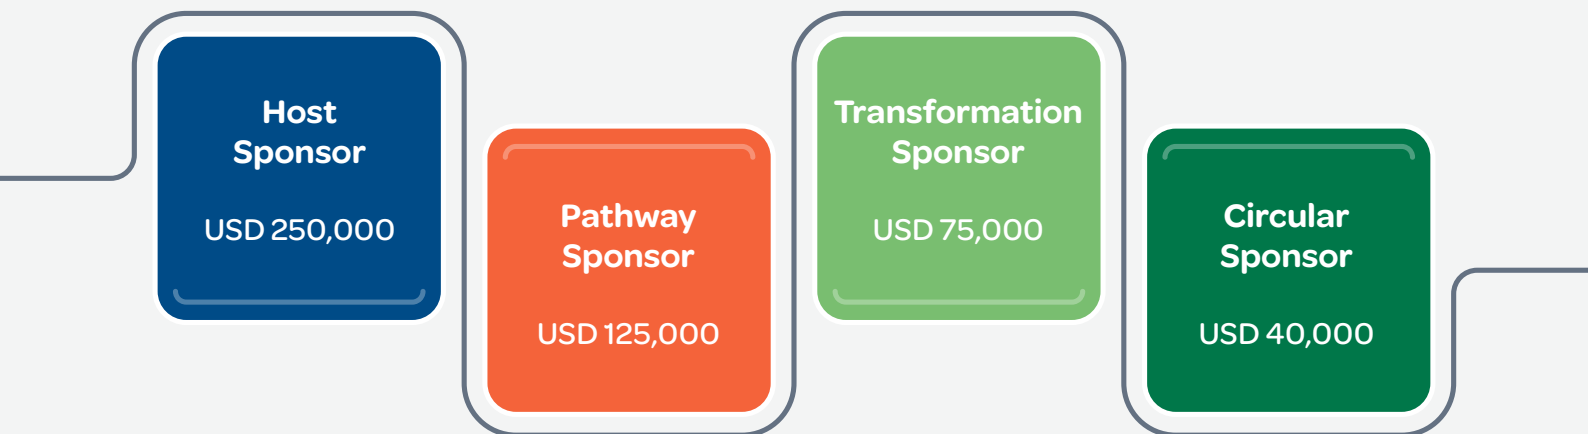 Host
Sponsor
USD 250,000
Pathway
Sponsor
USD 125,000
Transformation
Sponsor
USD 75,000
Circular
Sponsor
USD 40,000